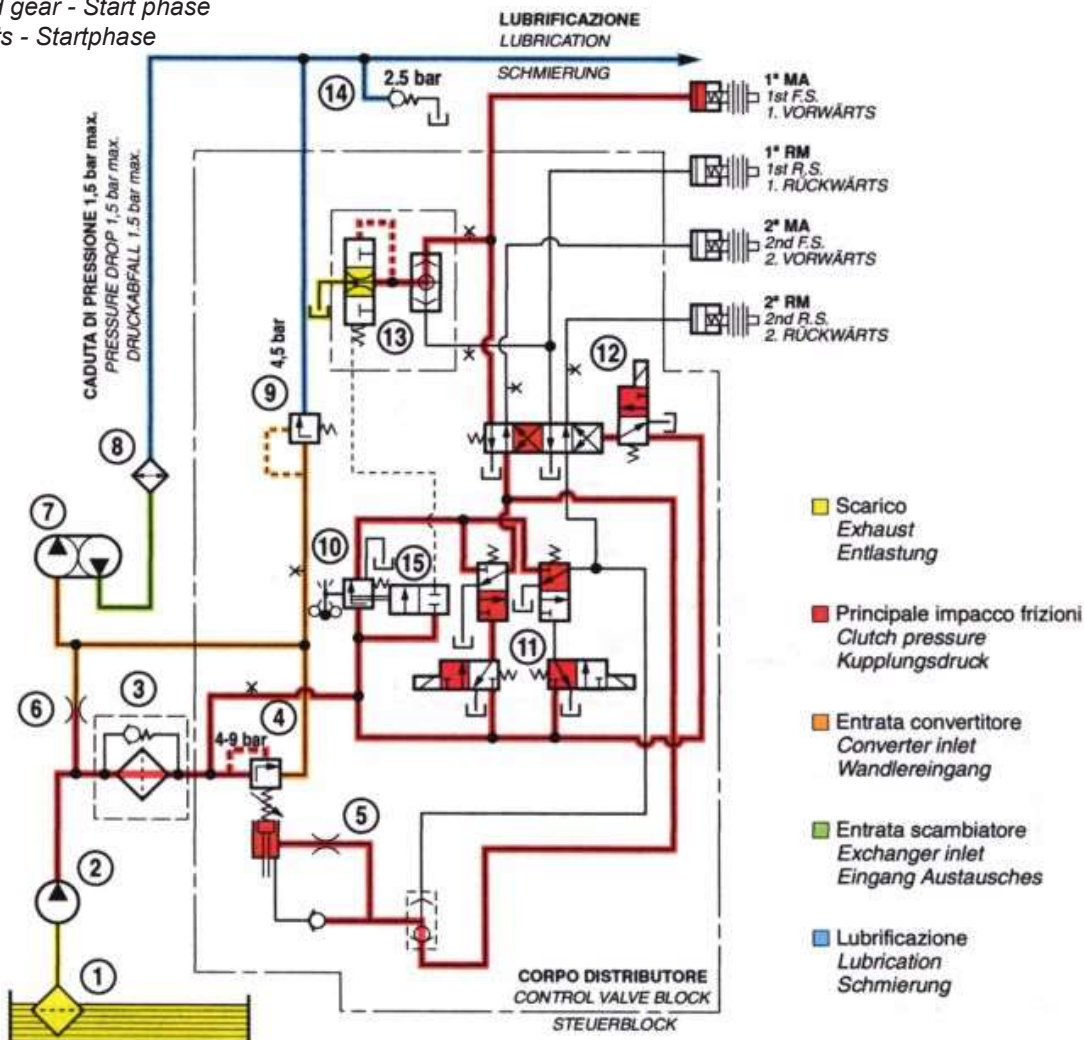 gear - Start phase
s - Startphase
LUBRIFICAZIONE
LUBRICATION
SCHMIERUNG
14
2.5 bar
1ª MA
1st F.S.
1. VORWÄRTS
1ª RM
1st R.S.
1. RÜCKWÄRTS
2ª MA
2nd F.S.
2. VORWÄRTS
2ª RM
2nd R.S.
2. RÜCKWÄRTS
CADUTA DI PRESSIONE 1,5 bar max.
PRESSURE DROP 1,5 bar max.
DRUCKABFALL 1.5 bar max.
13
12
4,5 bar
9
8
7
10
15
11
6
3
4
4-9 bar
5
2
1
Scarico
Exhaust
Entlastung
Principale impacco frizioni
Clutch pressure
Kupplungsdruck
Entrata convertitore
Converter inlet
Wandlereingang
Entrata scambiatore
Exchanger inlet
Eingang Austausches
Lubrificazione
Lubrication
Schmierung
CORPO DISTRIBUTORE
CONTROL VALVE BLOCK
STEUERBLOCK